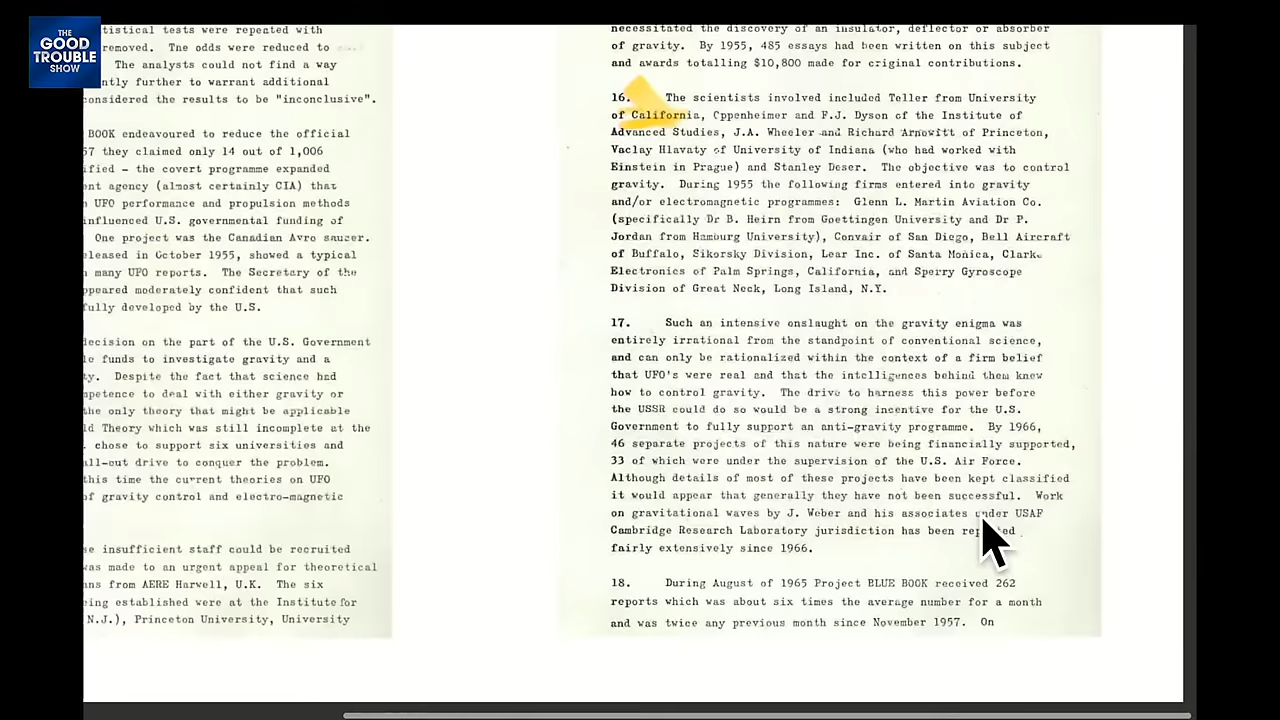 THE
GOOD
TROUBLE
SHOW
tistical tests were repeated with
removed. The odds were reduced to
The analysts could not find a way
ntly further to warrant additional
considered the results to be "inconclusive".
BOOK endeavoured to reduce the official
57 they claimed only 14 out of 1,006
ified - the covert programme expanded
ent agency (almost certainly CIA) that
UFO performance and propulsion methods
influenced U.S. governmental funding of
One project was the Canadian Avro saucer.
eleased in October 1955, showed a typical
many UFO reports. The Secretary of the
ppeared moderately confident that such
fully developed by the U.S.
decision on the part of the U.S. Government
le funds to investigate gravity and a
ty. Despite the fact that science had
mpetence to deal with either gravity or
the only theory that might be applicable
ld Theory which was still incomplete at the
chose to support six universities and
all-out drive to conquer the problem.
this time the current theories on UFO
of gravity control and electro-magnetic
se insufficient staff could be recruited
was made to an urgent appeal for theoretical
ans from AERE Harwell, U.K. The six
eing established were at the Institute for
N.J.), Princeton University, University
necessitated the discovery of an insulator, deflector or absorber
of gravity. By 1955, 485 essays had been written on this subject
and awards totalling $10,800 made for original contributions.
16. The scientists involved included Teller from University
of California, Oppenheimer and F.J. Dyson of the Institute of
Advanced Studies, J.A. Wheeler and Richard Arnowitt of Princeton,
Vaclay Hlavaty of University of Indiana (who had worked with
Einstein in Prague) and Stanley Deser. The objective was to control
gravity. During 1955 the following firms entered into gravity
and/or electromagnetic programmes: Glenn L. Martin Aviation Co.
(specifically Dr B. Heirn from Goettingen University and Dr P.
Jordan from Hamburg University), Convair of San Diego, Bell Aircraft
of Buffalo, Sikorsky Division, Lear Inc. of Santa Monica, Clarke
Electronics of Palm Springs, California, and Sperry Gyroscope
Division of Great Neck, Long Island, N.Y.
17. Such an intensive onslaught on the gravity enigma was
entirely irrational from the standpoint of conventional science,
and can only be rationalized within the context of a firm belief
that UFO's were real and that the intelligences behind them knew
how to control gravity. The drive to harness this power before
the USSR could do so would be a strong incentive for the U.S.
Government to fully support an anti-gravity programme. By 1966,
46 separate projects of this nature were being financially supported,
33 of which were under the supervision of the U.S. Air Force.
Although details of most of these projects have been kept classified
it would appear that generally they have not been successful. Work
on gravitational waves by J. Weber and his associates under USAF
Cambridge Research Laboratory jurisdiction has been reported
fairly extensively since 1966.
18. During August of 1965 Project BLUE BOOK received 262
reports which was about six times the average number for a month
and was twice any previous month since November 1957. On